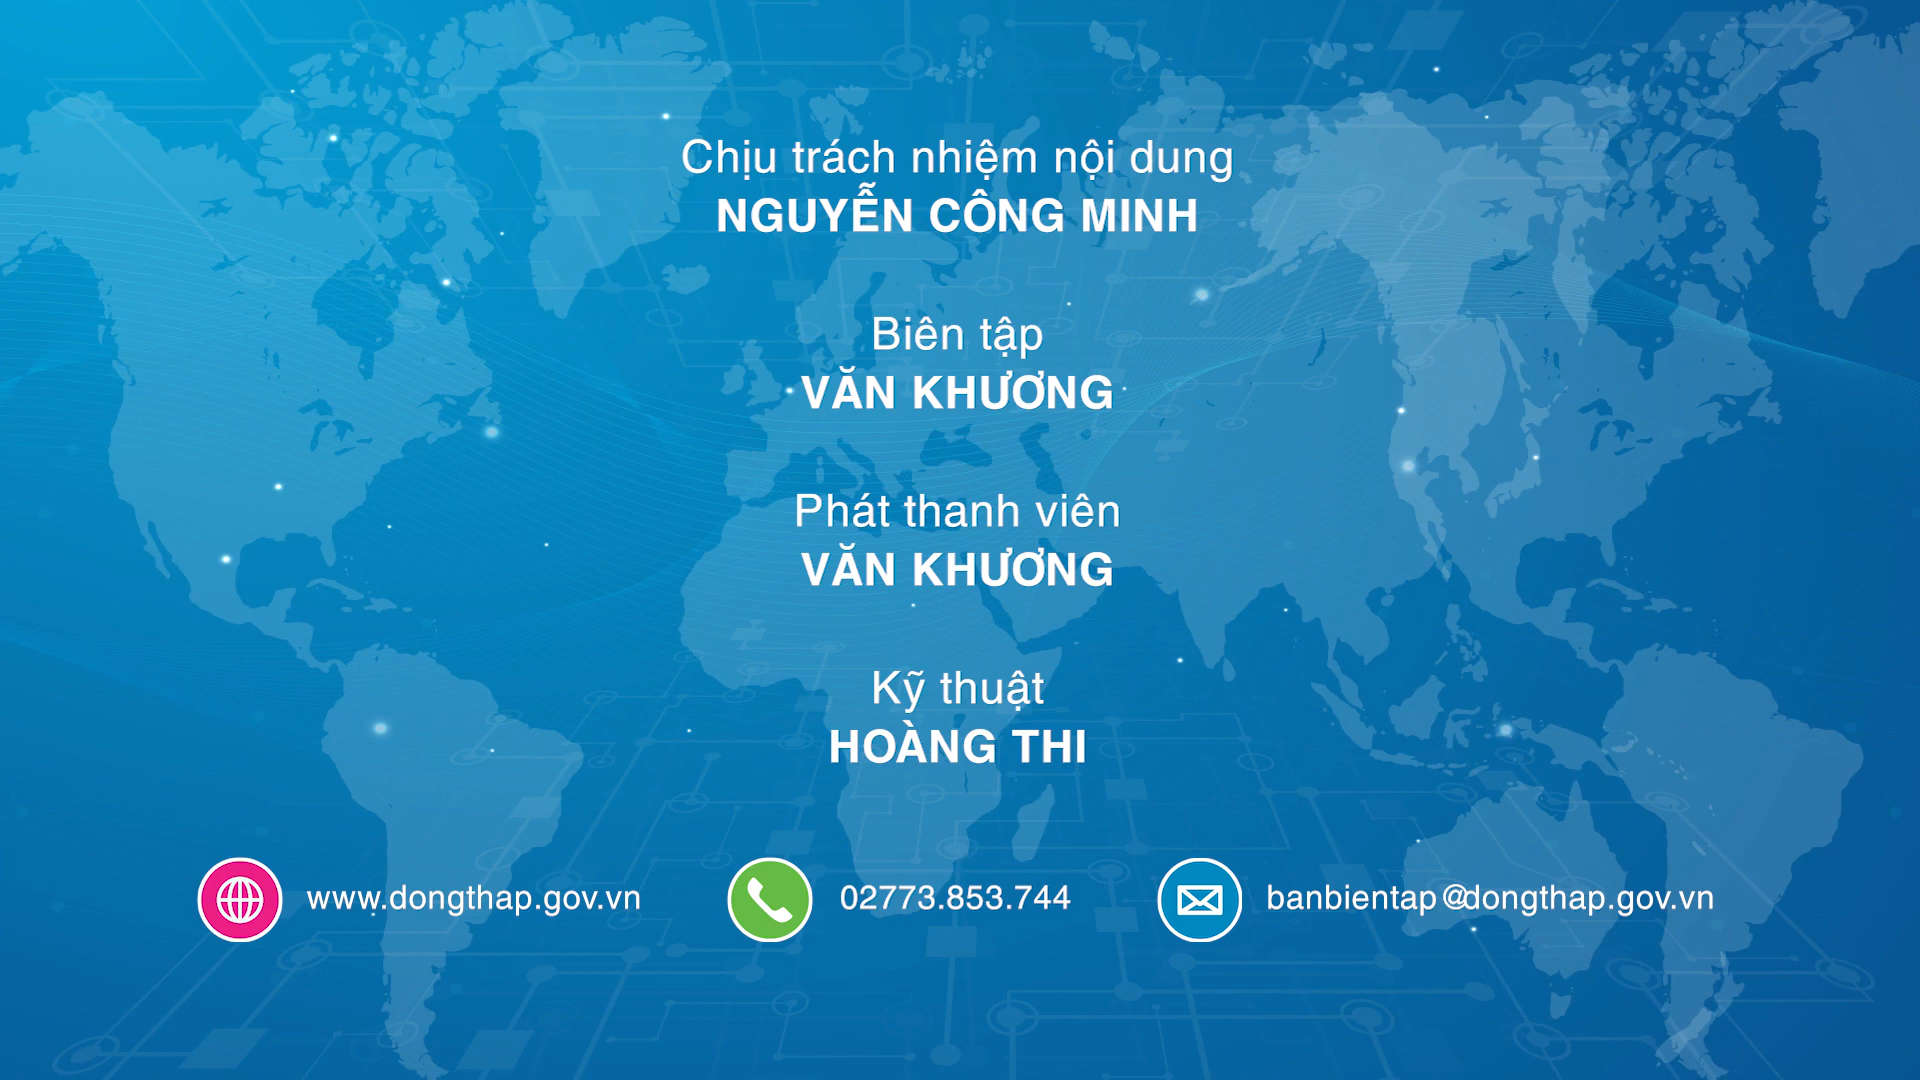 Chịu trách nhiệm nội dung
NGUYỄN CÔNG MINH
Biên tập
VĂN KHƯƠNG
Phát thanh viên
VĂN KHƯƠNG
Kỹ thuật
HOÀNG THI
www.dongthap.gov.vn
02773.853.744
banbientap@dongthap.gov.vn